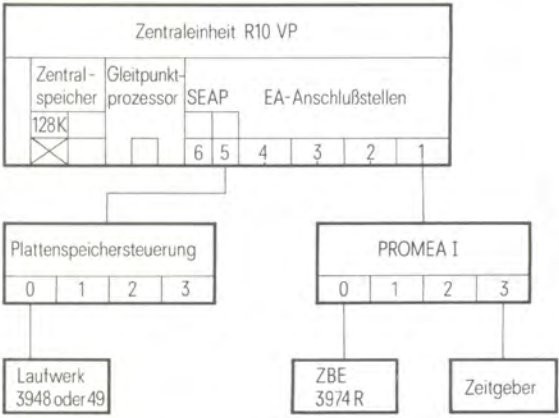 Zentraleinheit R10 VP
Zentral-
speicher
Gleitpunkt-
prozessor
SEAP
EA-Anschlußstellen
128K
6 5 4 3 2 1
Plattenspeichersteuerung
0 1 2 3
PROMEA I
0 1 2 3
Laufwerk
3948 oder 49
ZBE
3974 R
Zeitgeber